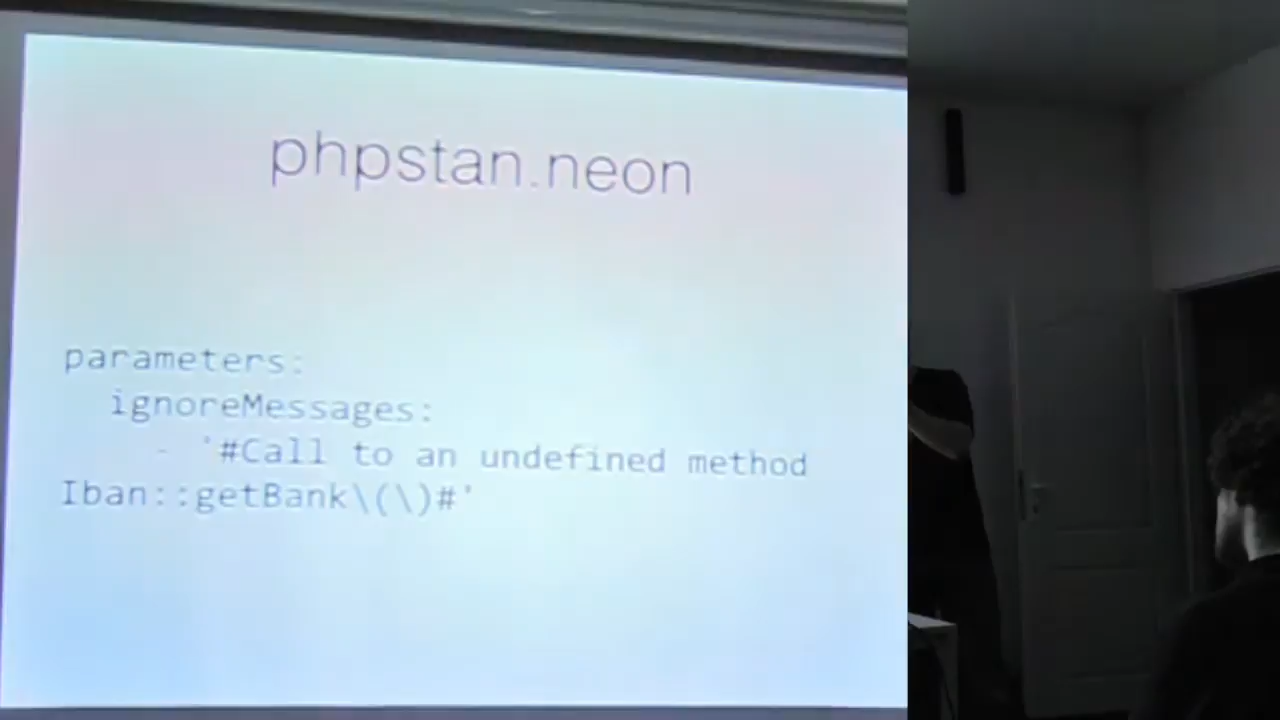 phpstan.neon
parameters:
ignoreMessages:
- '#Call to an undefined method
Iban::getBank\(\)#'